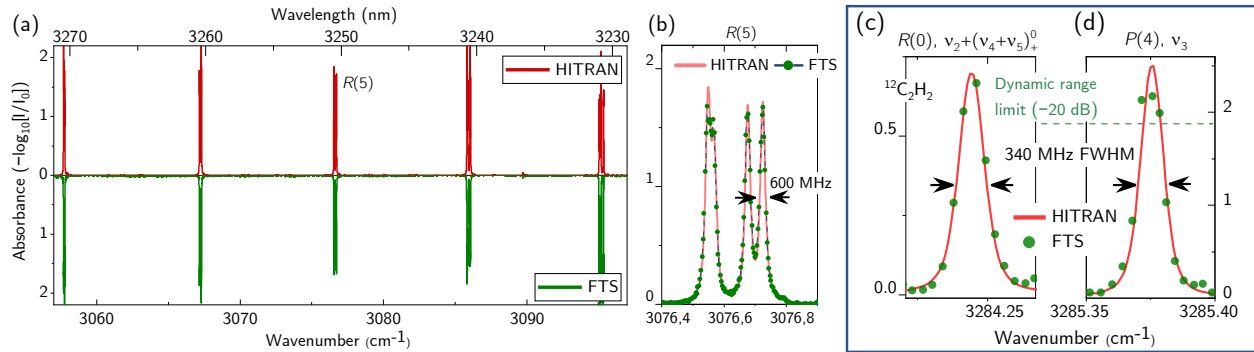 (a)
Wavelength (nm)
3270
3260
3250
3240
3230
2
1
0
1
2
Absorbance (−log₁₀[I/I₀])
HITRAN
R(5)
FTS
3060
3070
3080
3090
Wavenumber (cm⁻¹)
(b)
R(5)
HITRAN
FTS
2
1
0
600 MHz
3076,4
3076,6
3076,8
(c)
R(0), ν₂+(ν₄+ν₅)⁰₊
¹²C₂H₂
0.5
0.0
3284.25
(d)
P(4), ν₃
Dynamic range
limit (−20 dB)
340 MHz FWHM
HITRAN
FTS
2
1
0
3285.35
3285.40
Wavenumber (cm⁻¹)